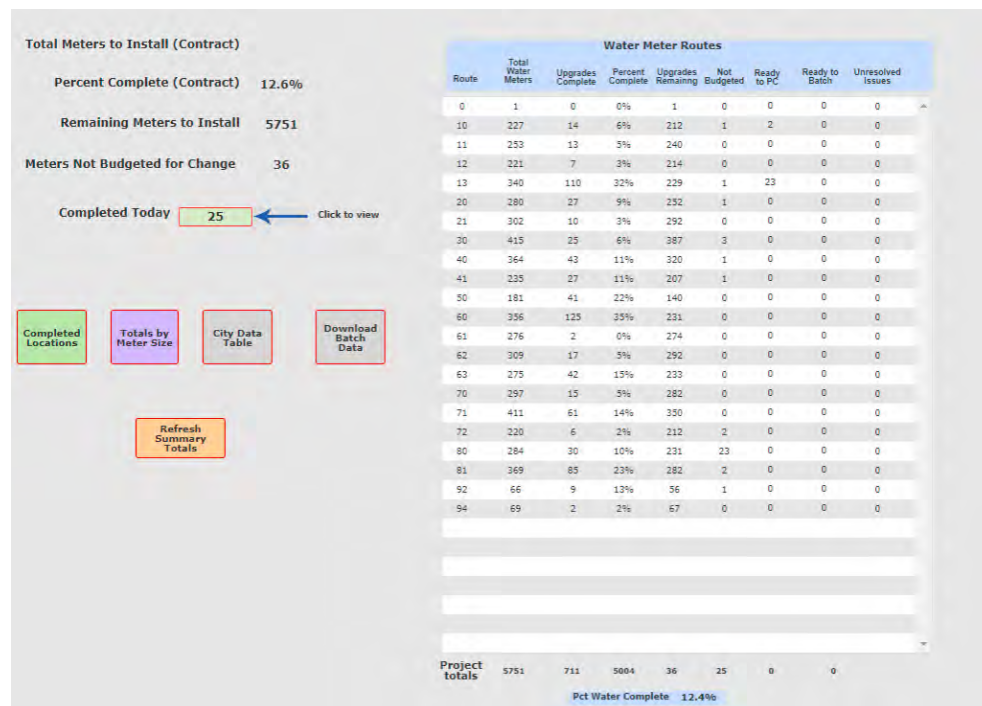 Total Meters to Install (Contract)
Percent Complete (Contract) 12.6%
Remaining Meters to Install 5751
Meters Not Budgeted for Change 36
Completed Today 25 Click to view
Completed Locations
Totals by Meter Size
City Data Table
Download Batch Data
Refresh Summary Totals
Water Meter Routes
Route Total Water Meters Upgrades Complete Percent Complete Upgrades Remainng Not Budgeted Ready to PC Ready to Batch Unresolved Issues
0 1 0 0% 1 0 0 0 0
10 227 14 6% 212 1 2 0 0
11 253 13 5% 240 0 0 0 0
12 221 7 3% 214 0 0 0 0
13 340 110 32% 229 1 23 0 0
20 280 27 9% 252 1 0 0 0
21 302 10 3% 292 0 0 0 0
30 415 25 6% 387 3 0 0 0
40 364 43 11% 320 1 0 0 0
41 235 27 11% 207 1 0 0 0
50 181 41 22% 140 0 0 0 0
60 356 125 35% 231 0 0 0 0
61 276 2 0% 274 0 0 0 0
62 309 17 5% 292 0 0 0 0
63 275 42 15% 233 0 0 0 0
70 297 15 5% 282 0 0 0 0
71 411 61 14% 350 0 0 0 0
72 220 6 2% 212 2 0 0 0
80 284 30 10% 231 23 0 0 0
81 369 85 23% 282 2 0 0 0
92 66 9 13% 56 1 0 0 0
94 69 2 2% 67 0 0 0 0
Project totals 5751 711 5004 36 25 0 0
Pct Water Complete 12.4%